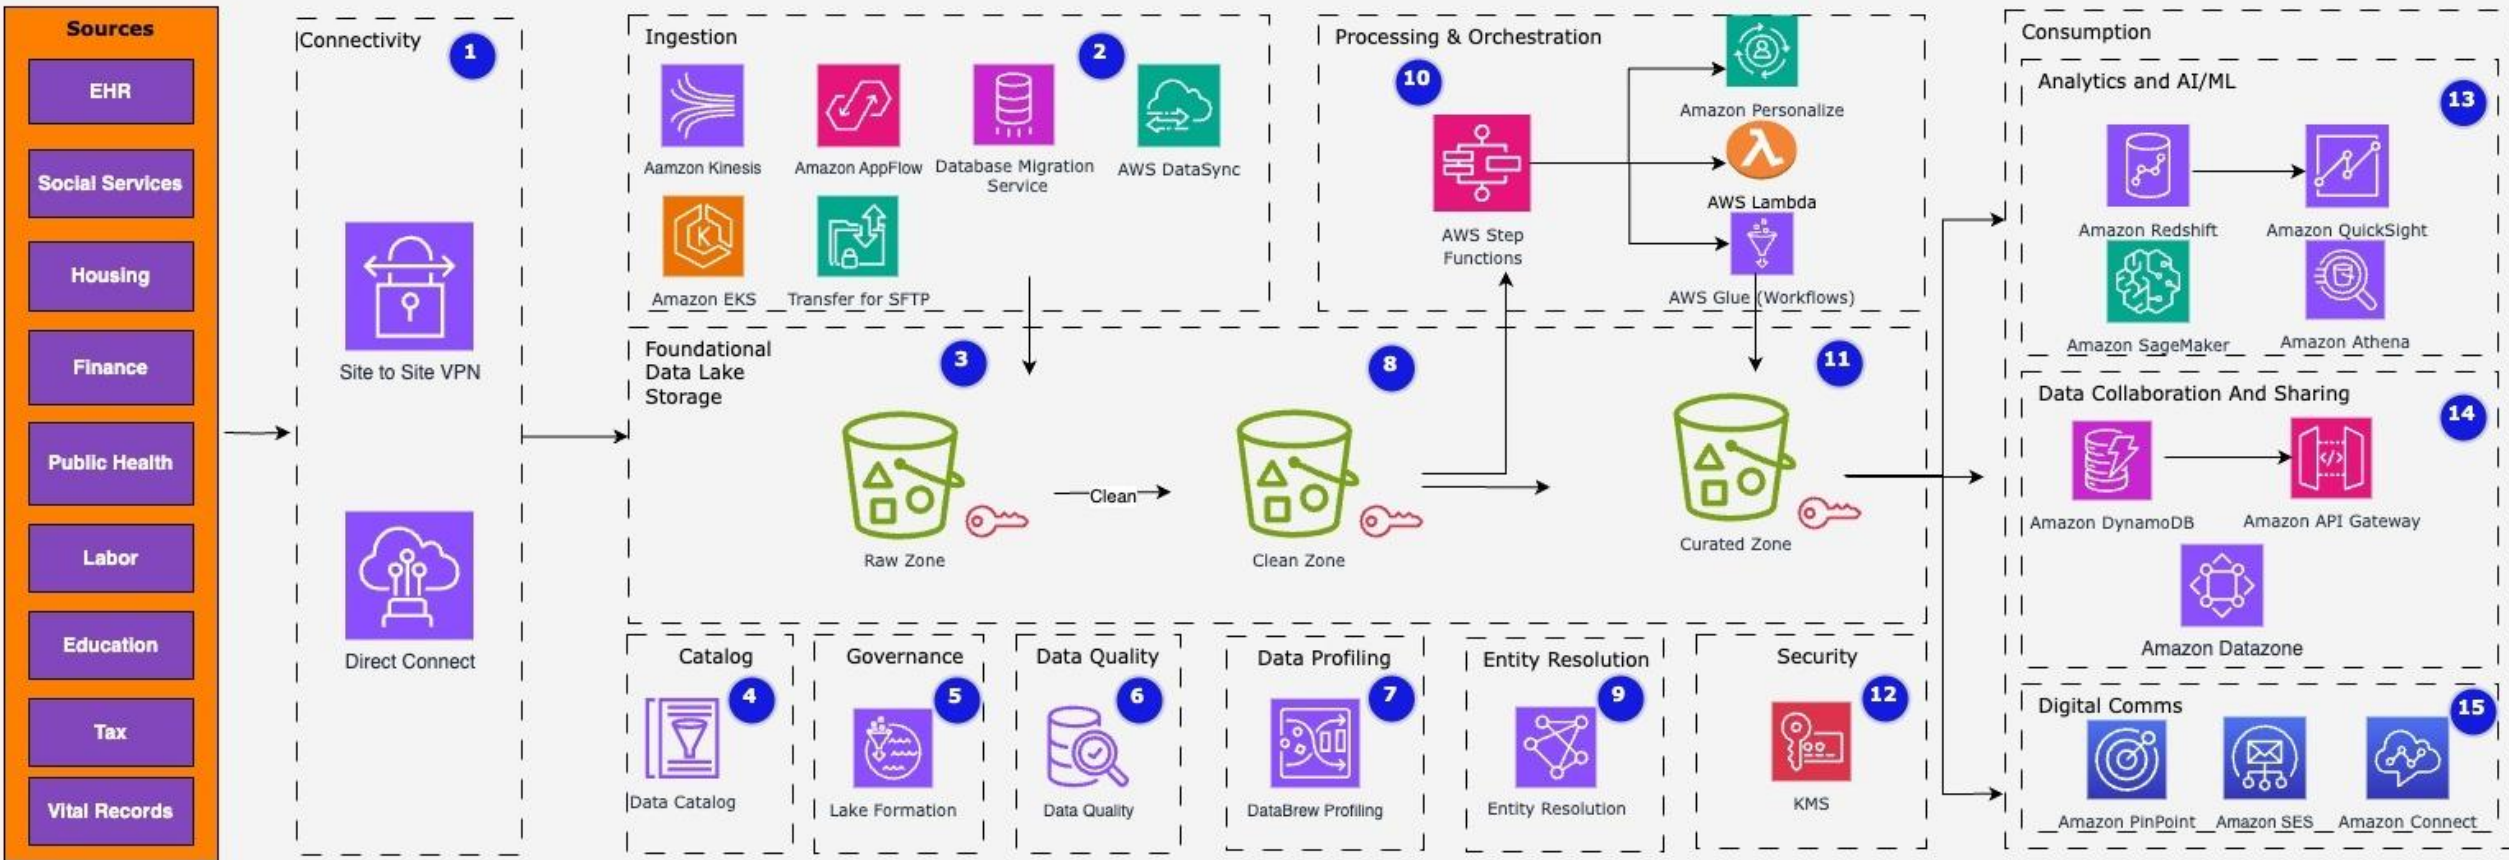 Sources
EHR
Social Services
Housing
Finance
Public Health
Labor
Education
Tax
Vital Records
Connectivity
1
Site to Site VPN
Direct Connect
Ingestion
2
Aamzon Kinesis
Amazon AppFlow
Database Migration
Service
AWS DataSync
Amazon EKS
Transfer for SFTP
Processing & Orchestration
10
AWS Step
Functions
Amazon Personalize
AWS Lambda
AWS Glue (Workflows)
Foundational
Data Lake
Storage
3
Raw Zone
Clean
8
Clean Zone
11
Curated Zone
Catalog
4
Data Catalog
Governance
5
Lake Formation
Data Quality
6
Data Quality
Data Profiling
7
DataBrew Profiling
Entity Resolution
9
Entity Resolution
Security
12
KMS
Consumption
Analytics and AI/ML
13
Amazon Redshift
Amazon QuickSight
Amazon SageMaker
Amazon Athena
Data Collaboration And Sharing
14
Amazon DynamoDB
Amazon API Gateway
Amazon Datazone
Digital Comms
15
Amazon PinPoint
Amazon SES
Amazon Connect